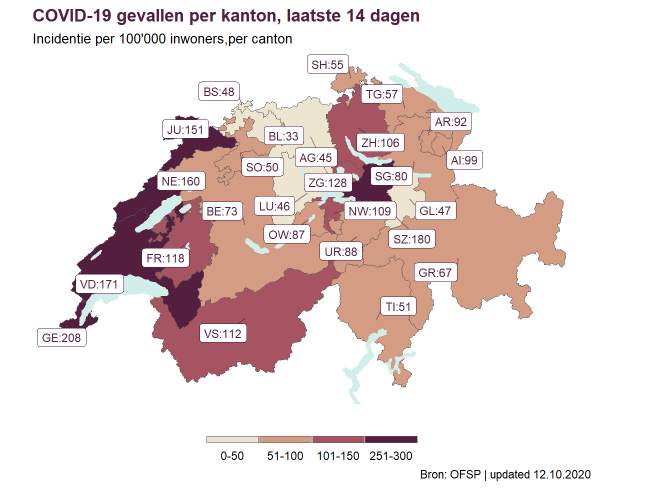 COVID-19 gevallen per kanton, laatste 14 dagen
Incidentie per 100'000 inwoners,per canton
SH:55
BS:48
TG:57
JU:151
BL:33
AR:92
ZH:106
AG:45
SO:50
AI:99
NE:160
ZG:128
SG:80
LU:46
BE:73
NW:109
GL:47
OW:87
SZ:180
UR:88
FR:118
GR:67
VD:171
TI:51
VS:112
GE:208
0-50 51-100 101-150 251-300
Bron: OFSP | updated 12.10.2020